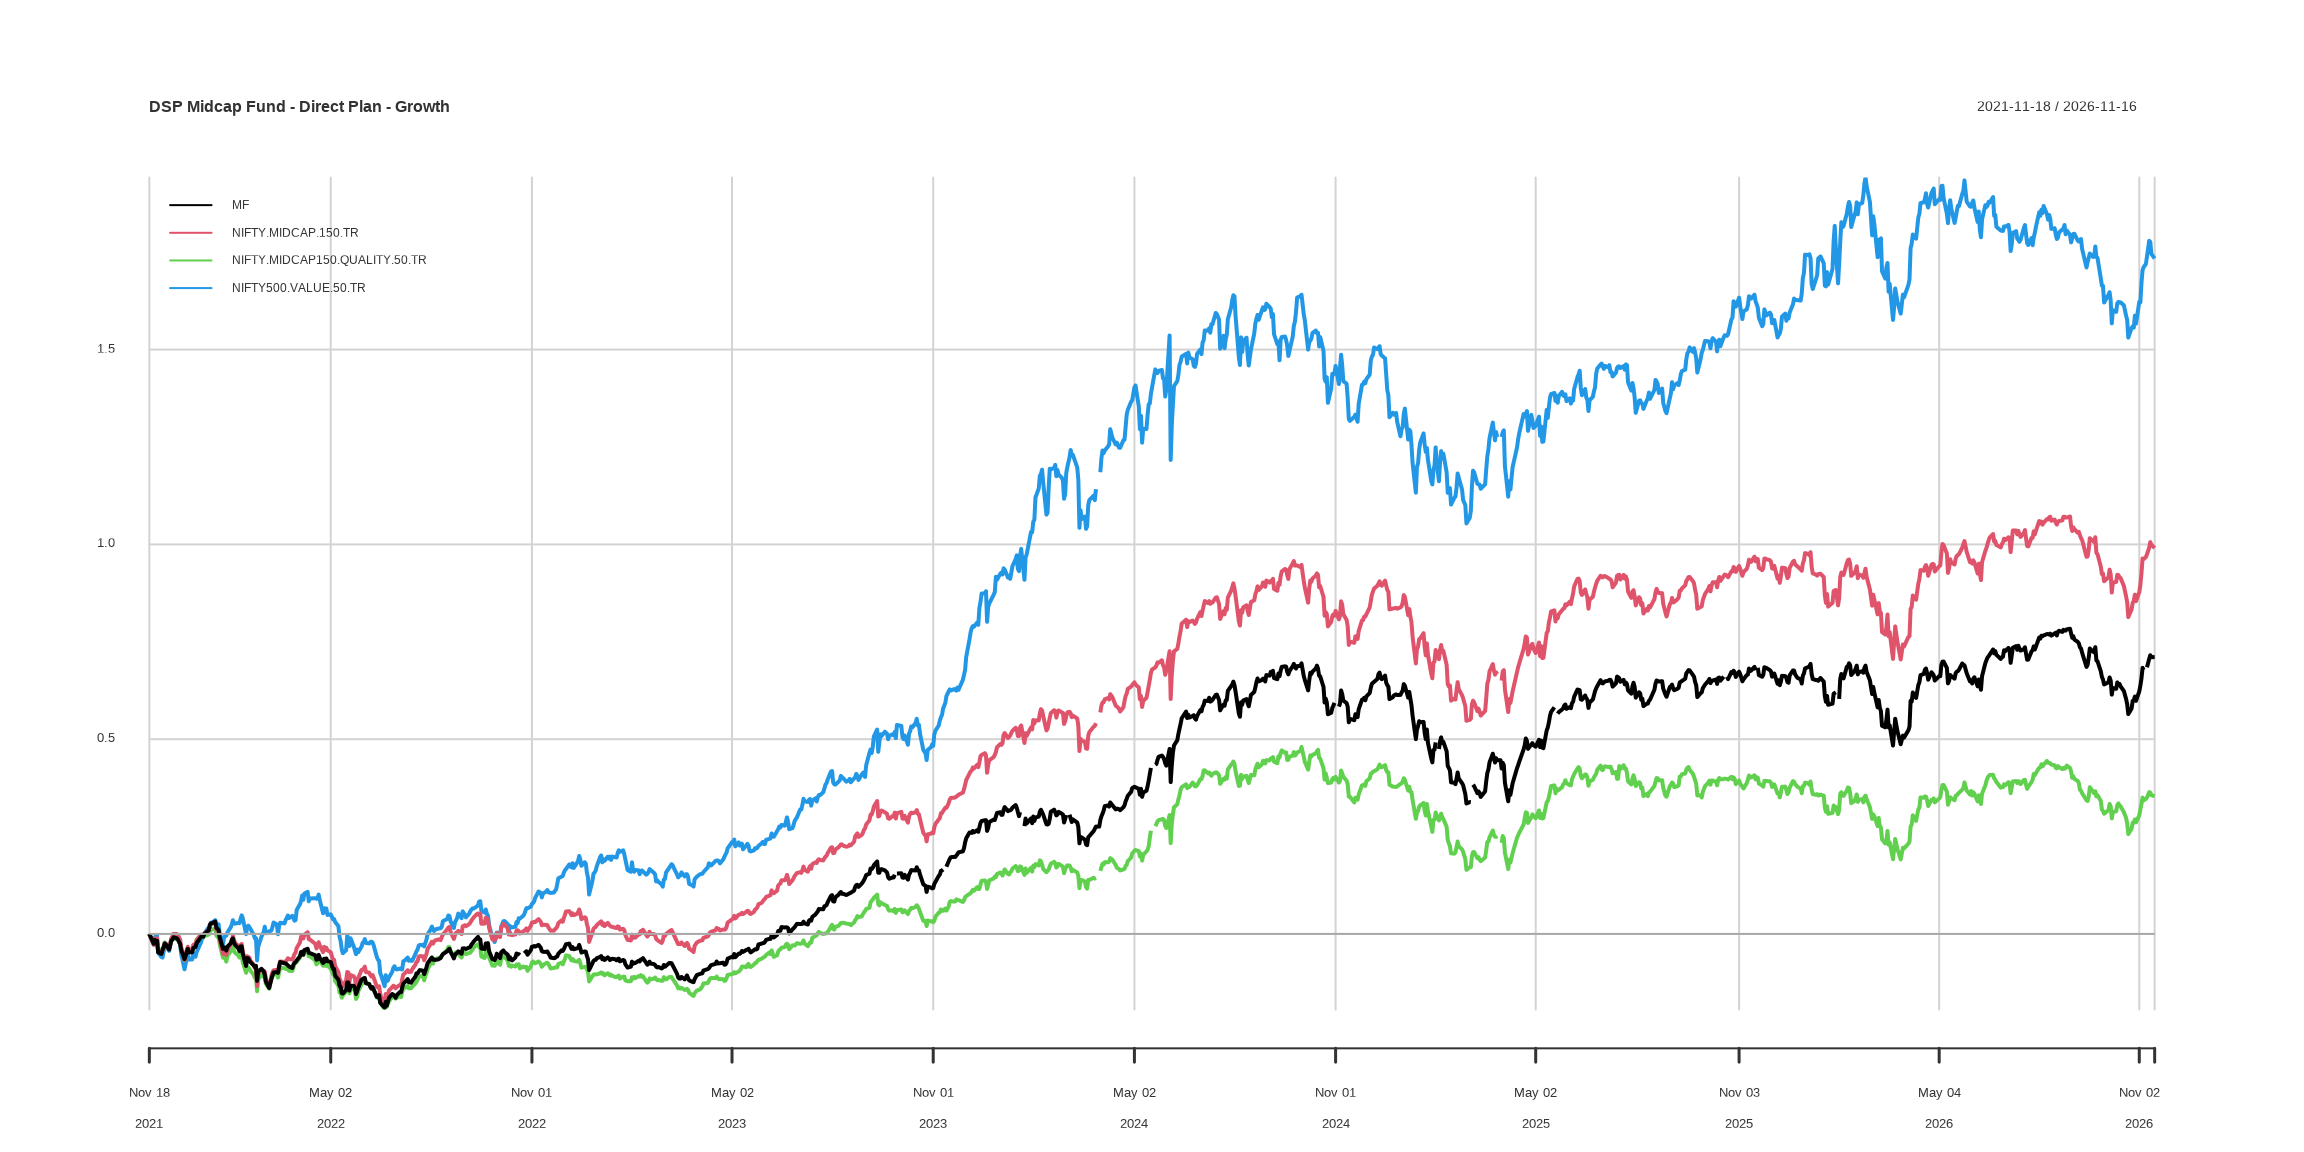 DSP Midcap Fund - Direct Plan - Growth
2021-11-18 / 2026-11-16
MF
NIFTY.MIDCAP.150.TR
NIFTY.MIDCAP150.QUALITY.50.TR
NIFTY500.VALUE.50.TR
1.5
1.0
0.5
0.0
Nov 18 May 02 Nov 01 May 02 Nov 01 May 02 Nov 01 May 02 Nov 03 May 04 Nov 02
2021 2022 2022 2023 2023 2024 2024 2025 2025 2026 2026